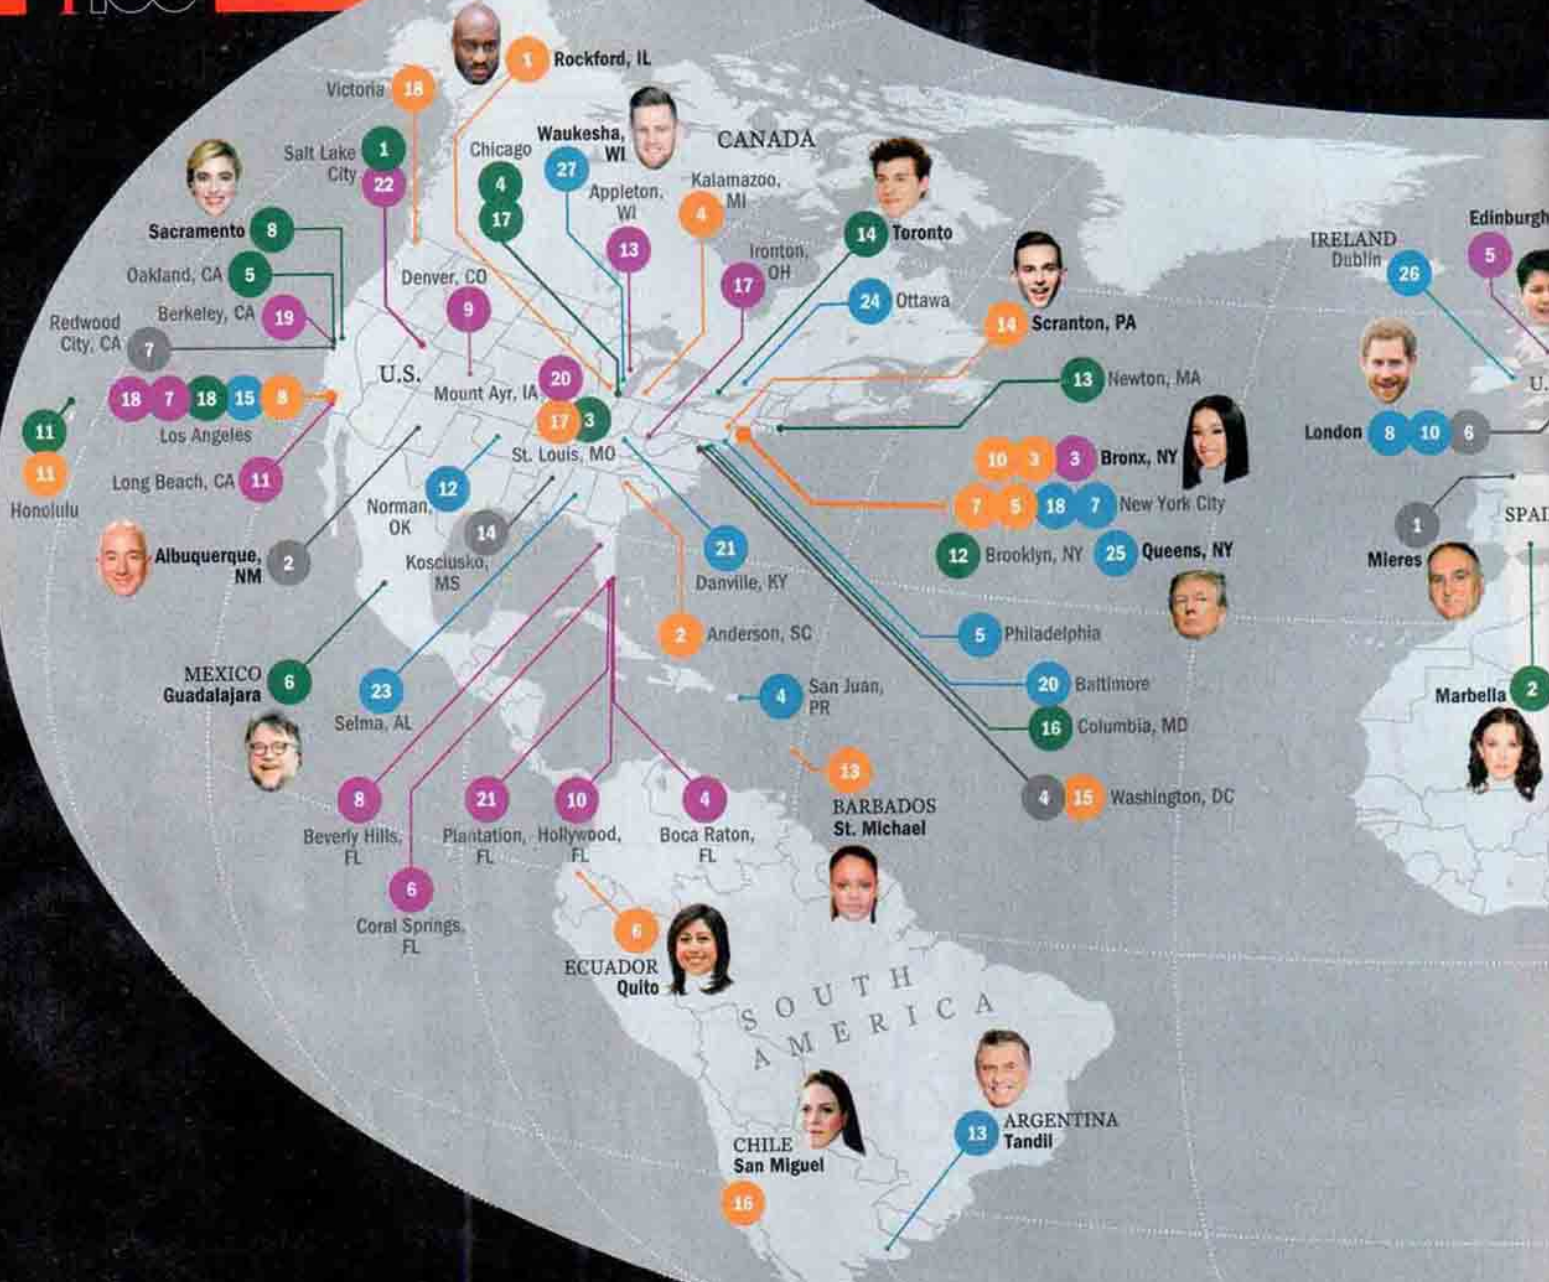 1
Rockford, IL
Victoria
18
Waukesha,
WI
27
CANADA
Salt Lake
City
1
22
Chicago
4
17
Appleton,
WI
13
Kalamazoo,
MI
4
Sacramento
8
14
Toronto
Oakland, CA
5
Ironton,
OH
17
Berkeley, CA
19
Redwood
City, CA
7
Denver, CO
9
24
Ottawa
14
Scranton, PA
IRELAND
Dublin
26
Edinburgh
5
U.S.
Mount Ayr, IA
20
17
3
St. Louis, MO
13
Newton, MA
18
7
18
15
8
Los Angeles
11
11
Honolulu
Long Beach, CA
11
London
8
10
6
10
3
3
Bronx, NY
7
5
18
7
New York City
12
Brooklyn, NY
25
Queens, NY
Norman,
OK
12
14
Kosciusko,
MS
21
Danville, KY
Albuquerque,
NM
2
1
Mieres
2
Anderson, SC
5
Philadelphia
MEXICO
Guadalajara
6
23
Selma, AL
4
San Juan,
PR
20
Baltimore
16
Columbia, MD
Marbella
2
13
BARBADOS
St. Michael
4
15
Washington, DC
8
Beverly Hills,
FL
21
Plantation,
FL
10
Hollywood,
FL
4
Boca Raton,
FL
6
Coral Springs,
FL
6
ECUADOR
Quito
SOUTH
AMERICA
13
ARGENTINA
Tandil
CHILE
San Miguel
16